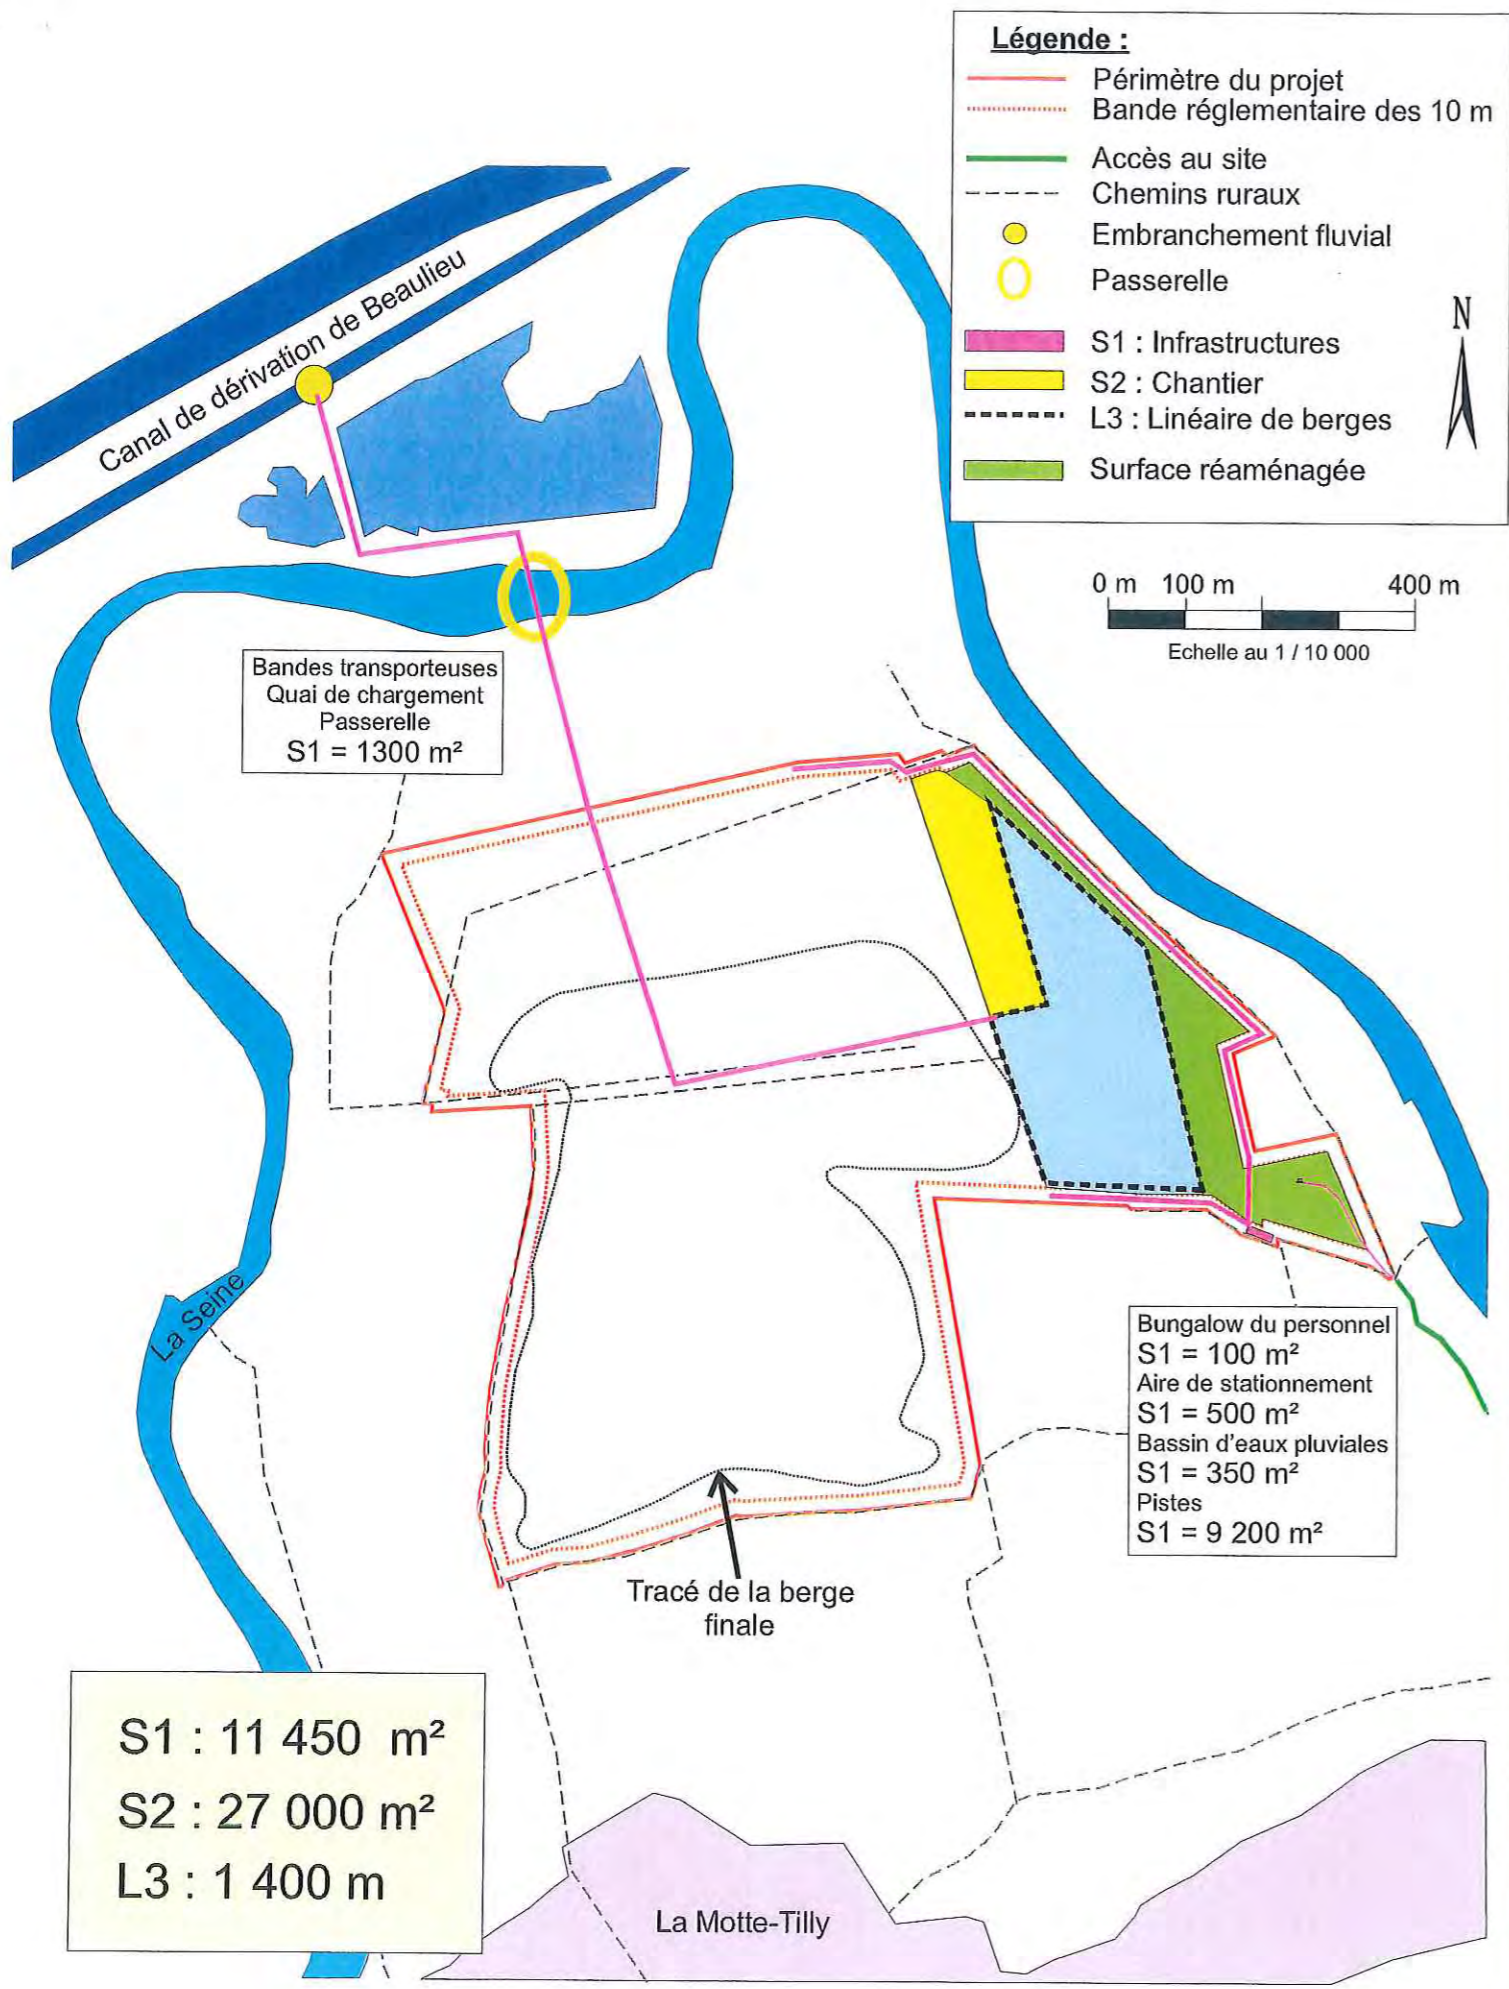 Légende :
Périmètre du projet
Bande réglementaire des 10 m
Accès au site
Chemins ruraux
Embranchement fluvial
Passerelle
N
S1 : Infrastructures
S2 : Chantier
L3 : Linéaire de berges
Surface réaménagée
Canal de dérivation de Beaulieu
0 m 100 m 400 m
Echelle au 1 / 10 000
Bandes transporteuses
Quai de chargement
Passerelle
S1 = 1300 m²
La Seine
Bungalow du personnel
S1 = 100 m²
Aire de stationnement
S1 = 500 m²
Bassin d'eaux pluviales
S1 = 350 m²
Pistes
S1 = 9 200 m²
Tracé de la berge
finale
S1 : 11 450 m²
S2 : 27 000 m²
L3 : 1 400 m
La Motte-Tilly